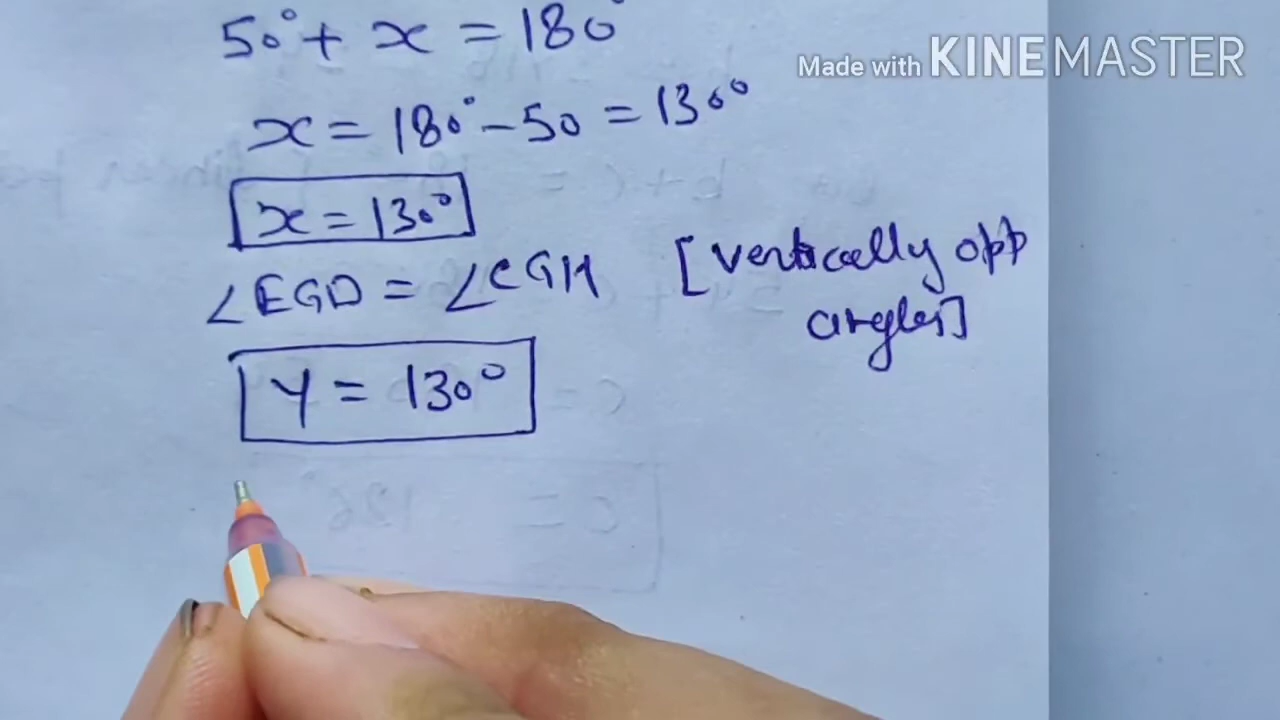 50° + x = 180°
Made with KINEMASTER
x = 180° - 50 = 130°
x = 130°
∠EGD = ∠CGH [vertically opp
angles]
y = 130°